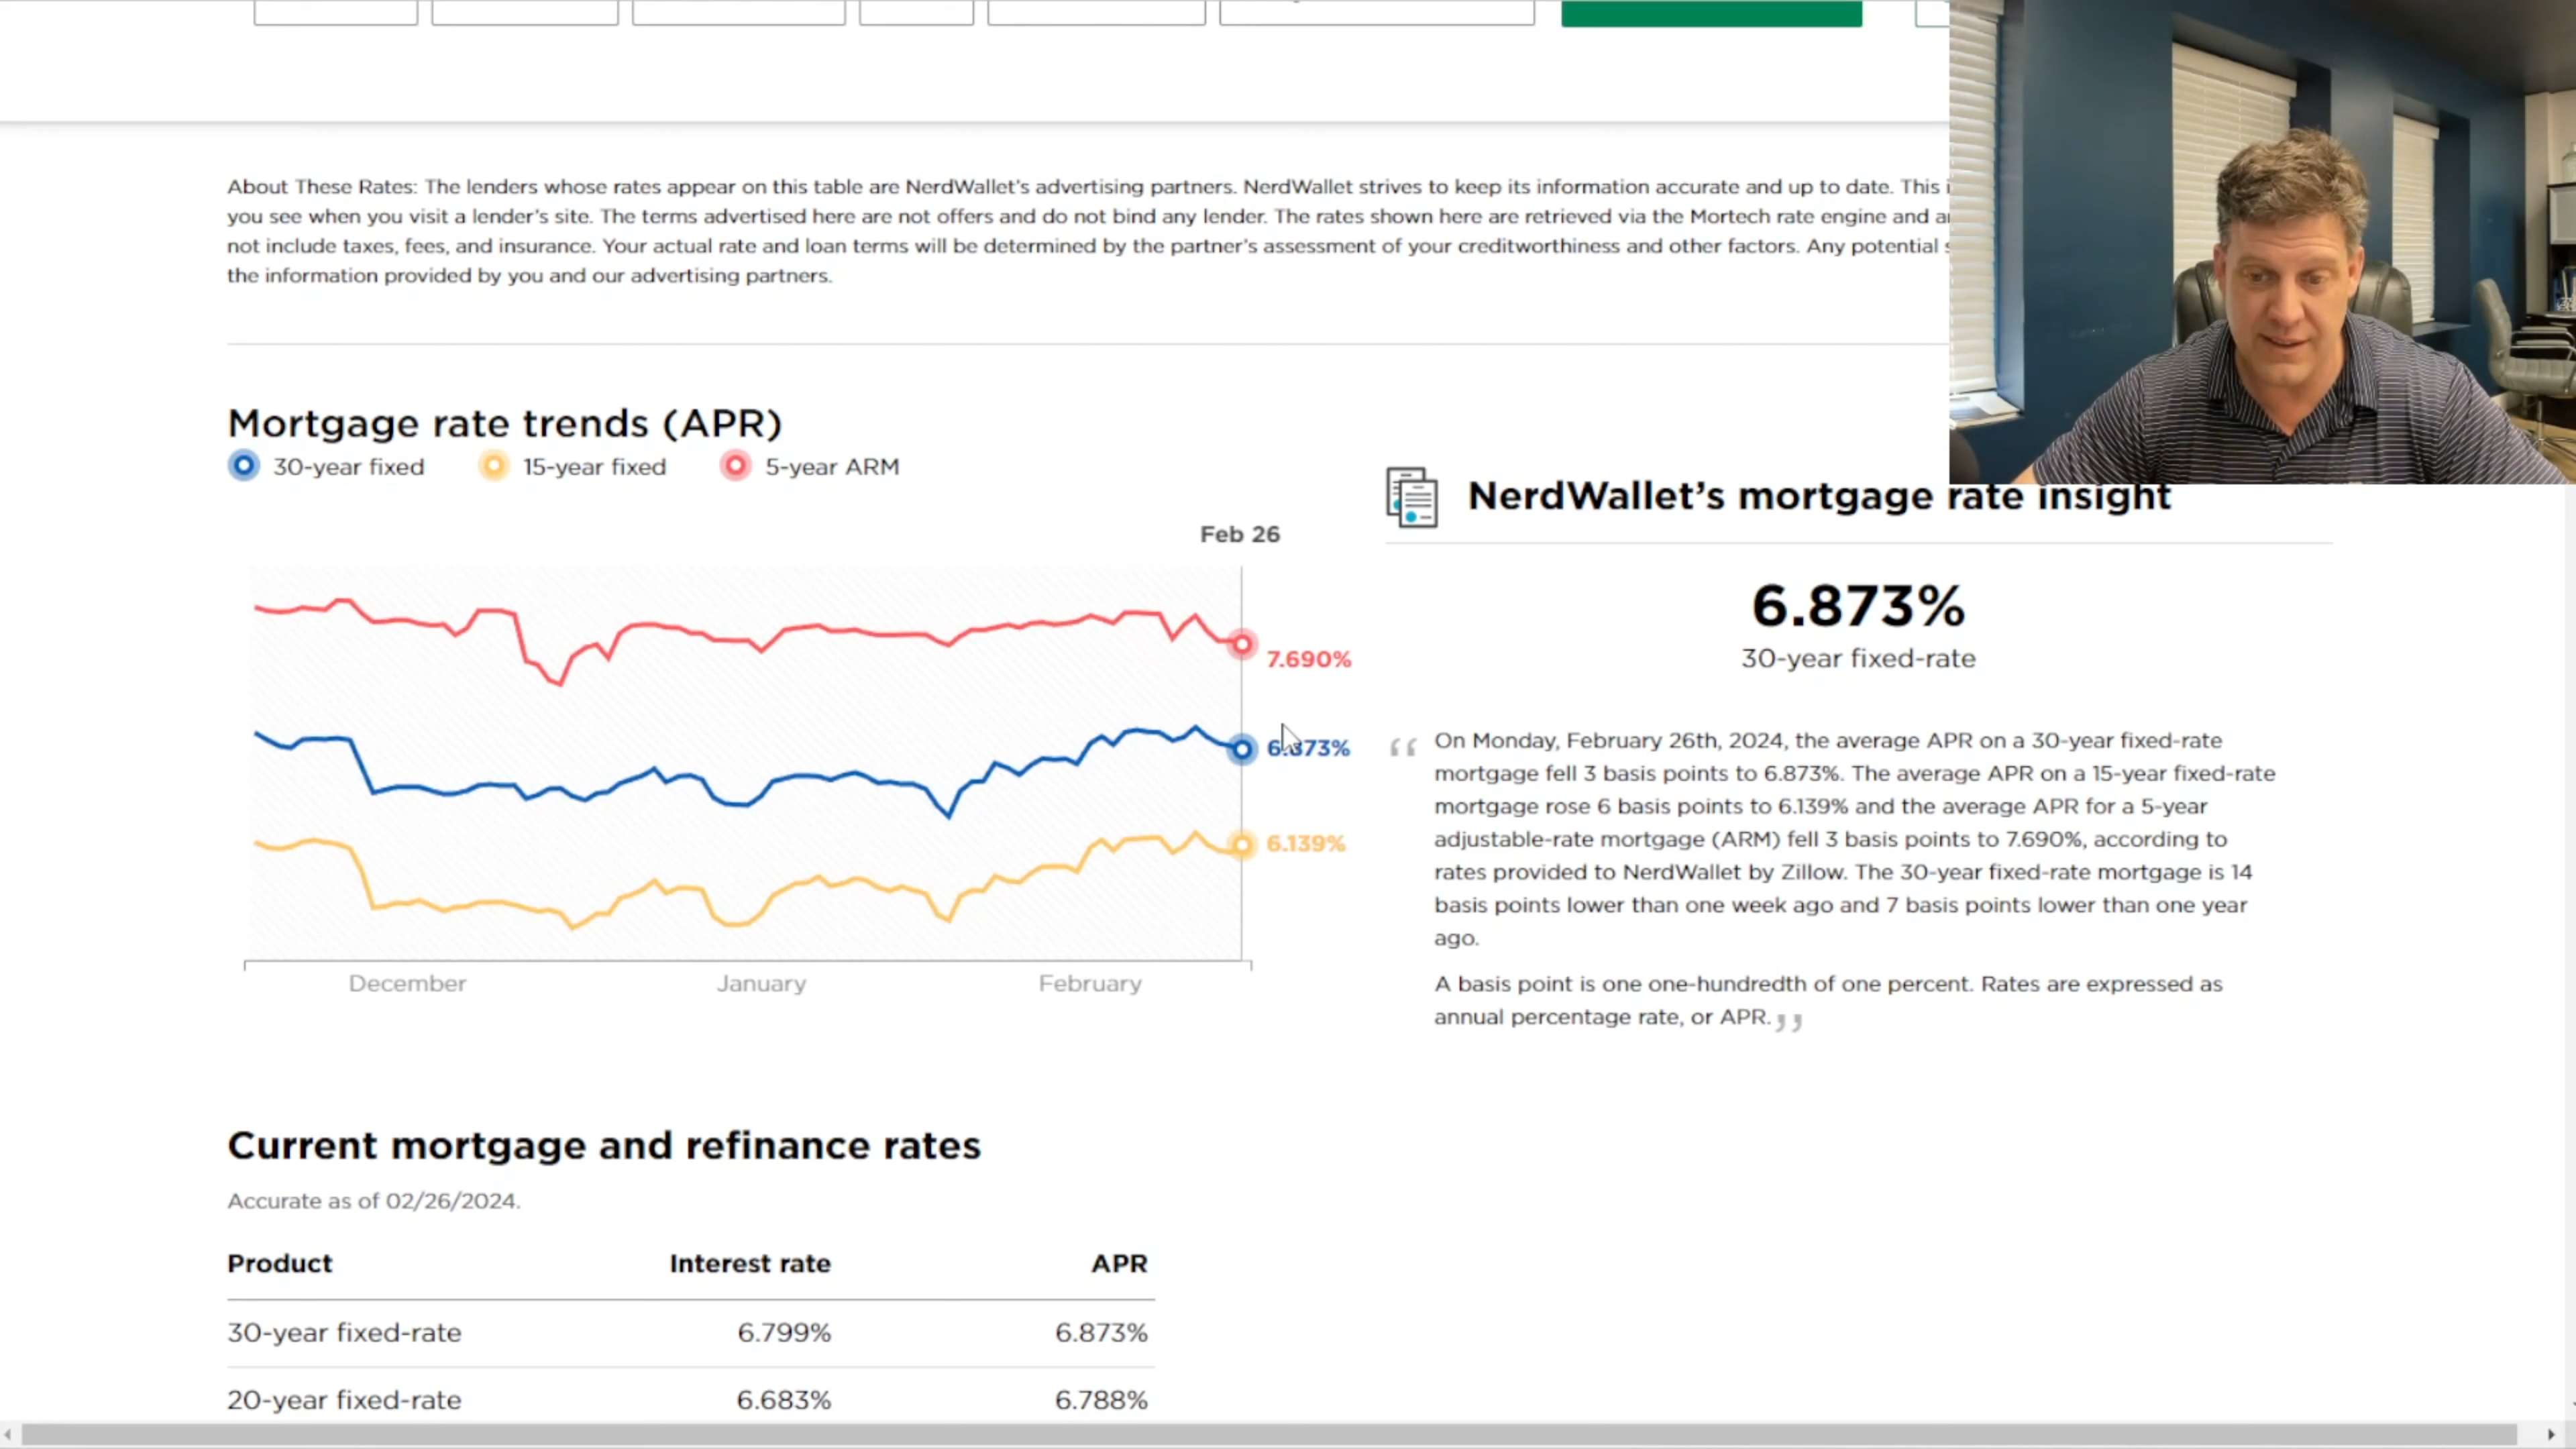 About These Rates: The lenders whose rates appear on this table are NerdWallet's advertising partners. NerdWallet strives to keep its information accurate and up to date. This
you see when you visit a lender's site. The terms advertised here are not offers and do not bind any lender. The rates shown here are retrieved via the Mortech rate engine and
not include taxes, fees, and insurance. Your actual rate and loan terms will be determined by the partner's assessment of your creditworthiness and other factors. Any potential
the information provided by you and our advertising partners.
Mortgage rate trends (APR)
30-year fixed 15-year fixed 5-year ARM
Feb 26
7.690%
6.873%
6.139%
December January February
NerdWallet's mortgage rate insight
6.873%
30-year fixed-rate
“ On Monday, February 26th, 2024, the average APR on a 30-year fixed-rate
mortgage fell 3 basis points to 6.873%. The average APR on a 15-year fixed-rate
mortgage rose 6 basis points to 6.139% and the average APR for a 5-year
adjustable-rate mortgage (ARM) fell 3 basis points to 7.690%, according to
rates provided to NerdWallet by Zillow. The 30-year fixed-rate mortgage is 14
basis points lower than one week ago and 7 basis points lower than one year
ago.
A basis point is one one-hundredth of one percent. Rates are expressed as
annual percentage rate, or APR. ”
Current mortgage and refinance rates
Accurate as of 02/26/2024.
Product Interest rate APR
30-year fixed-rate 6.799% 6.873%
20-year fixed-rate 6.683% 6.788%